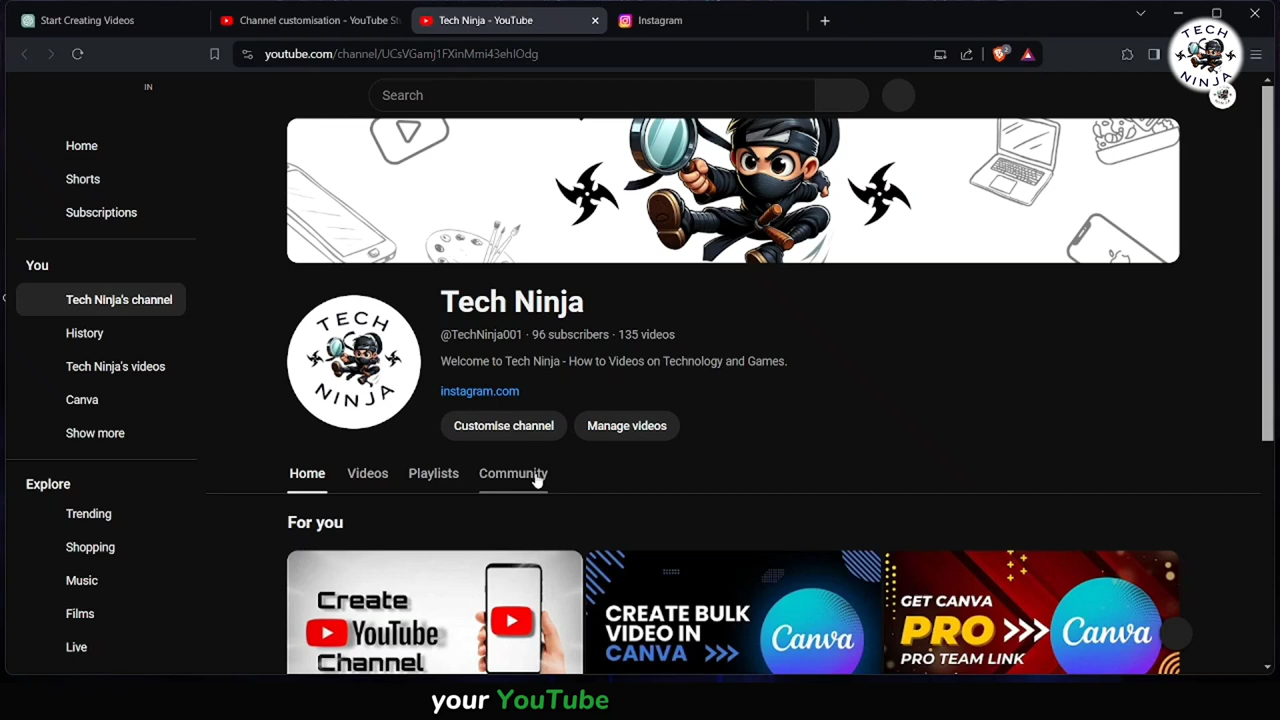 Start Creating Videos
Channel customisation - YouTube St
Tech Ninja - YouTube
Instagram
youtube.com/channel/UCsVGamj1FXinMmi43ehIOdg
2
TECH
NINJA
IN
Search
Home
Shorts
Subscriptions
You
Tech Ninja's channel
History
Tech Ninja's videos
Canva
Show more
Explore
Trending
Shopping
Music
Films
Live
TECH
NINJA
Tech Ninja
@TechNinja001 · 96 subscribers · 135 videos
Welcome to Tech Ninja - How to Videos on Technology and Games.
instagram.com
Customise channel
Manage videos
Home
Videos
Playlists
Community
For you
Create
YouTube
Channel
CREATE BULK
VIDEO IN
CANVA >>>
Canva
GET CANVA
PRO >>>
PRO TEAM LINK
Canva
your YouTube